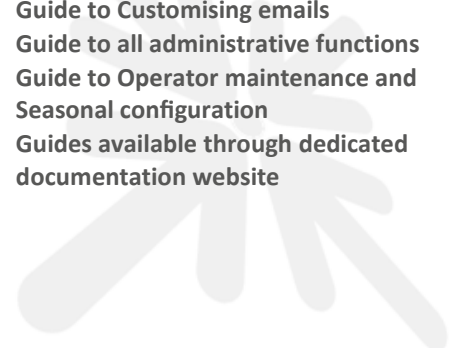 Guide to Customising emails
Guide to all administrative functions
Guide to Operator maintenance and
Seasonal configuration
Guides available through dedicated
documentation website